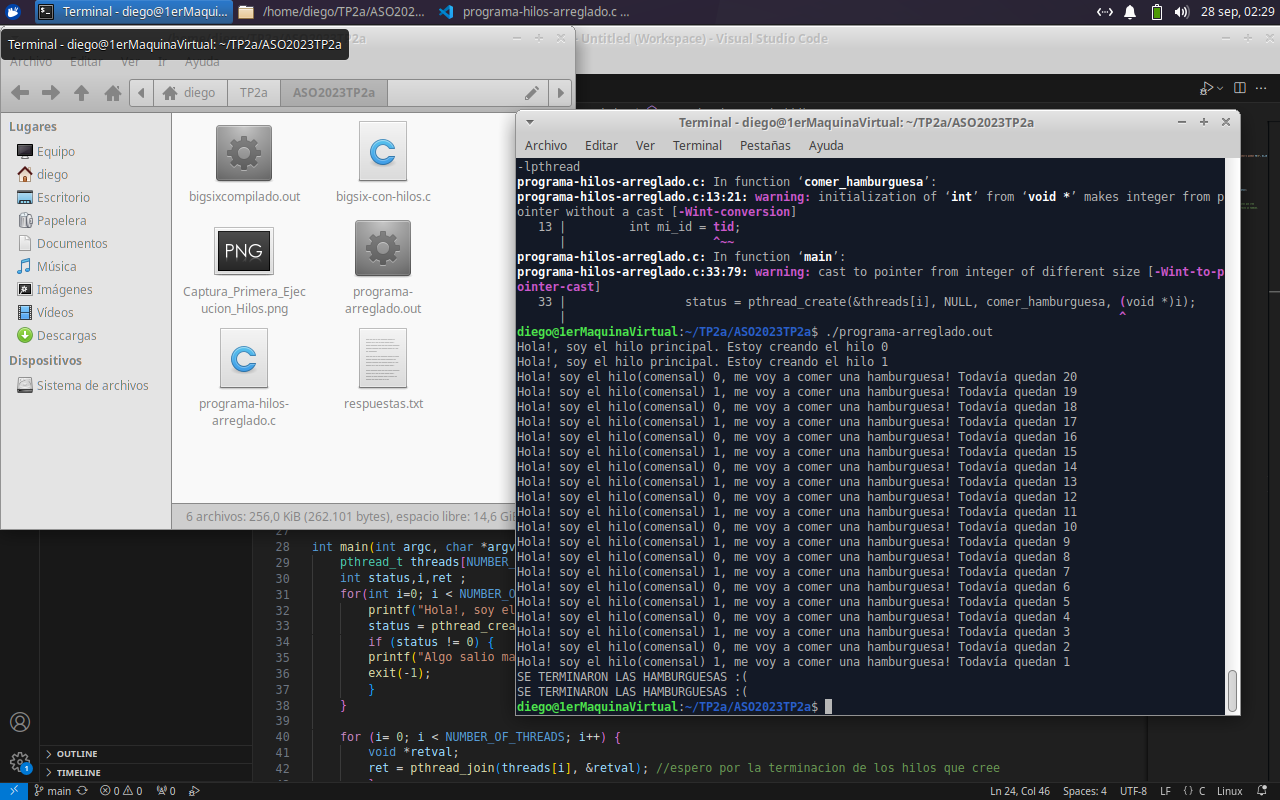 Terminal - diego@1erMaqui...
/home/diego/TP2a/ASO202...
programa-hilos-arreglado.c ...
28 sep, 02:29
Terminal - diego@1erMaquinaVirtual: ~/TP2a/ASO2023TP2a
- Untitled (Workspace) - Visual Studio Code
Archivo Editar Ver Ir Ayuda
diego TP2a ASO2023TP2a
Lugares
Equipo
diego
Escritorio
Papelera
Documentos
Música
Imágenes
Vídeos
Descargas
Dispositivos
Sistema de archivos
bigsixcompilado.out
bigsix-con-hilos.c
PNG
Captura_Primera_Ejec
ucion_Hilos.png
programa-
arreglado.out
programa-hilos-
arreglado.c
respuestas.txt
6 archivos: 256,0 KiB (262.101 bytes), espacio libre: 14,6 GiB
Terminal - diego@1erMaquinaVirtual: ~/TP2a/ASO2023TP2a
Archivo Editar Ver Terminal Pestañas Ayuda
-lpthread
programa-hilos-arreglado.c: In function ‘comer_hamburguesa’:
programa-hilos-arreglado.c:13:21: warning: initialization of ‘int’ from ‘void *’ makes integer from p
ointer without a cast [-Wint-conversion]
13 | int mi_id = tid;
| ^~~
programa-hilos-arreglado.c: In function ‘main’:
programa-hilos-arreglado.c:33:79: warning: cast to pointer from integer of different size [-Wint-to-p
ointer-cast]
33 | status = pthread_create(&threads[i], NULL, comer_hamburguesa, (void *)i);
| ^
diego@1erMaquinaVirtual:~/TP2a/ASO2023TP2a$ ./programa-arreglado.out
Hola!, soy el hilo principal. Estoy creando el hilo 0
Hola!, soy el hilo principal. Estoy creando el hilo 1
Hola! soy el hilo(comensal) 0, me voy a comer una hamburguesa! Todavía quedan 20
Hola! soy el hilo(comensal) 1, me voy a comer una hamburguesa! Todavía quedan 19
Hola! soy el hilo(comensal) 0, me voy a comer una hamburguesa! Todavía quedan 18
Hola! soy el hilo(comensal) 1, me voy a comer una hamburguesa! Todavía quedan 17
Hola! soy el hilo(comensal) 0, me voy a comer una hamburguesa! Todavía quedan 16
Hola! soy el hilo(comensal) 1, me voy a comer una hamburguesa! Todavía quedan 15
Hola! soy el hilo(comensal) 0, me voy a comer una hamburguesa! Todavía quedan 14
Hola! soy el hilo(comensal) 1, me voy a comer una hamburguesa! Todavía quedan 13
Hola! soy el hilo(comensal) 0, me voy a comer una hamburguesa! Todavía quedan 12
Hola! soy el hilo(comensal) 1, me voy a comer una hamburguesa! Todavía quedan 11
Hola! soy el hilo(comensal) 0, me voy a comer una hamburguesa! Todavía quedan 10
Hola! soy el hilo(comensal) 1, me voy a comer una hamburguesa! Todavía quedan 9
Hola! soy el hilo(comensal) 0, me voy a comer una hamburguesa! Todavía quedan 8
Hola! soy el hilo(comensal) 1, me voy a comer una hamburguesa! Todavía quedan 7
Hola! soy el hilo(comensal) 0, me voy a comer una hamburguesa! Todavía quedan 6
Hola! soy el hilo(comensal) 1, me voy a comer una hamburguesa! Todavía quedan 5
Hola! soy el hilo(comensal) 0, me voy a comer una hamburguesa! Todavía quedan 4
Hola! soy el hilo(comensal) 1, me voy a comer una hamburguesa! Todavía quedan 3
Hola! soy el hilo(comensal) 0, me voy a comer una hamburguesa! Todavía quedan 2
Hola! soy el hilo(comensal) 1, me voy a comer una hamburguesa! Todavía quedan 1
SE TERMINARON LAS HAMBURGUESAS :(
SE TERMINARON LAS HAMBURGUESAS :(
diego@1erMaquinaVirtual:~/TP2a/ASO2023TP2a$
27
28 int main(int argc, char *argv
29 pthread_t threads[NUMBER_
30 int status,i,ret ;
31 for(int i=0; i < NUMBER_O
32 printf("Hola!, soy el
33 status = pthread_crea
34 if (status != 0) {
35 printf("Algo salio ma
36 exit(-1);
37 }
38 }
39
40 for (i= 0; i < NUMBER_OF_THREADS; i++) {
41 void *retval;
42 ret = pthread_join(threads[i], &retval); //espero por la terminacion de los hilos que cree
OUTLINE
TIMELINE
1
main 0 0 0
Ln 24, Col 46 Spaces: 4 UTF-8 LF {} C Linux